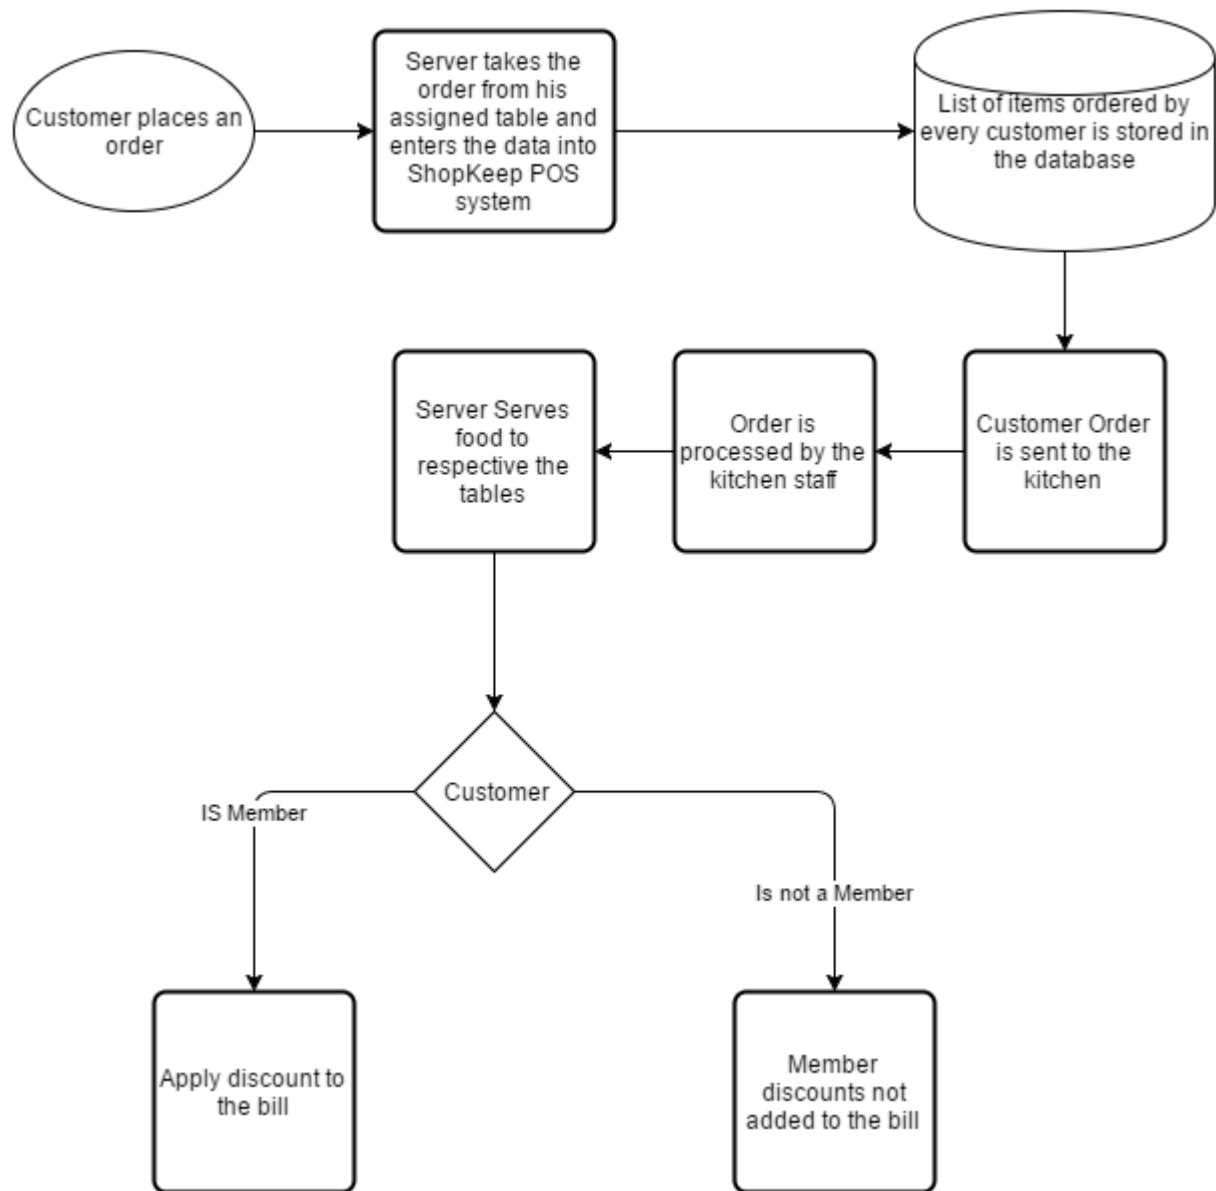 Customer places an
order
Server takes the
order from his
assigned table and
enters the data into
ShopKeep POS
system
List of items ordered by
every customer is stored in
the database
Server Serves
food to
respective the
tables
Order is
processed by the
kitchen staff
Customer Order
is sent to the
kitchen
Customer
IS Member
Is not a Member
Apply discount to
the bill
Member
discounts not
added to the bill